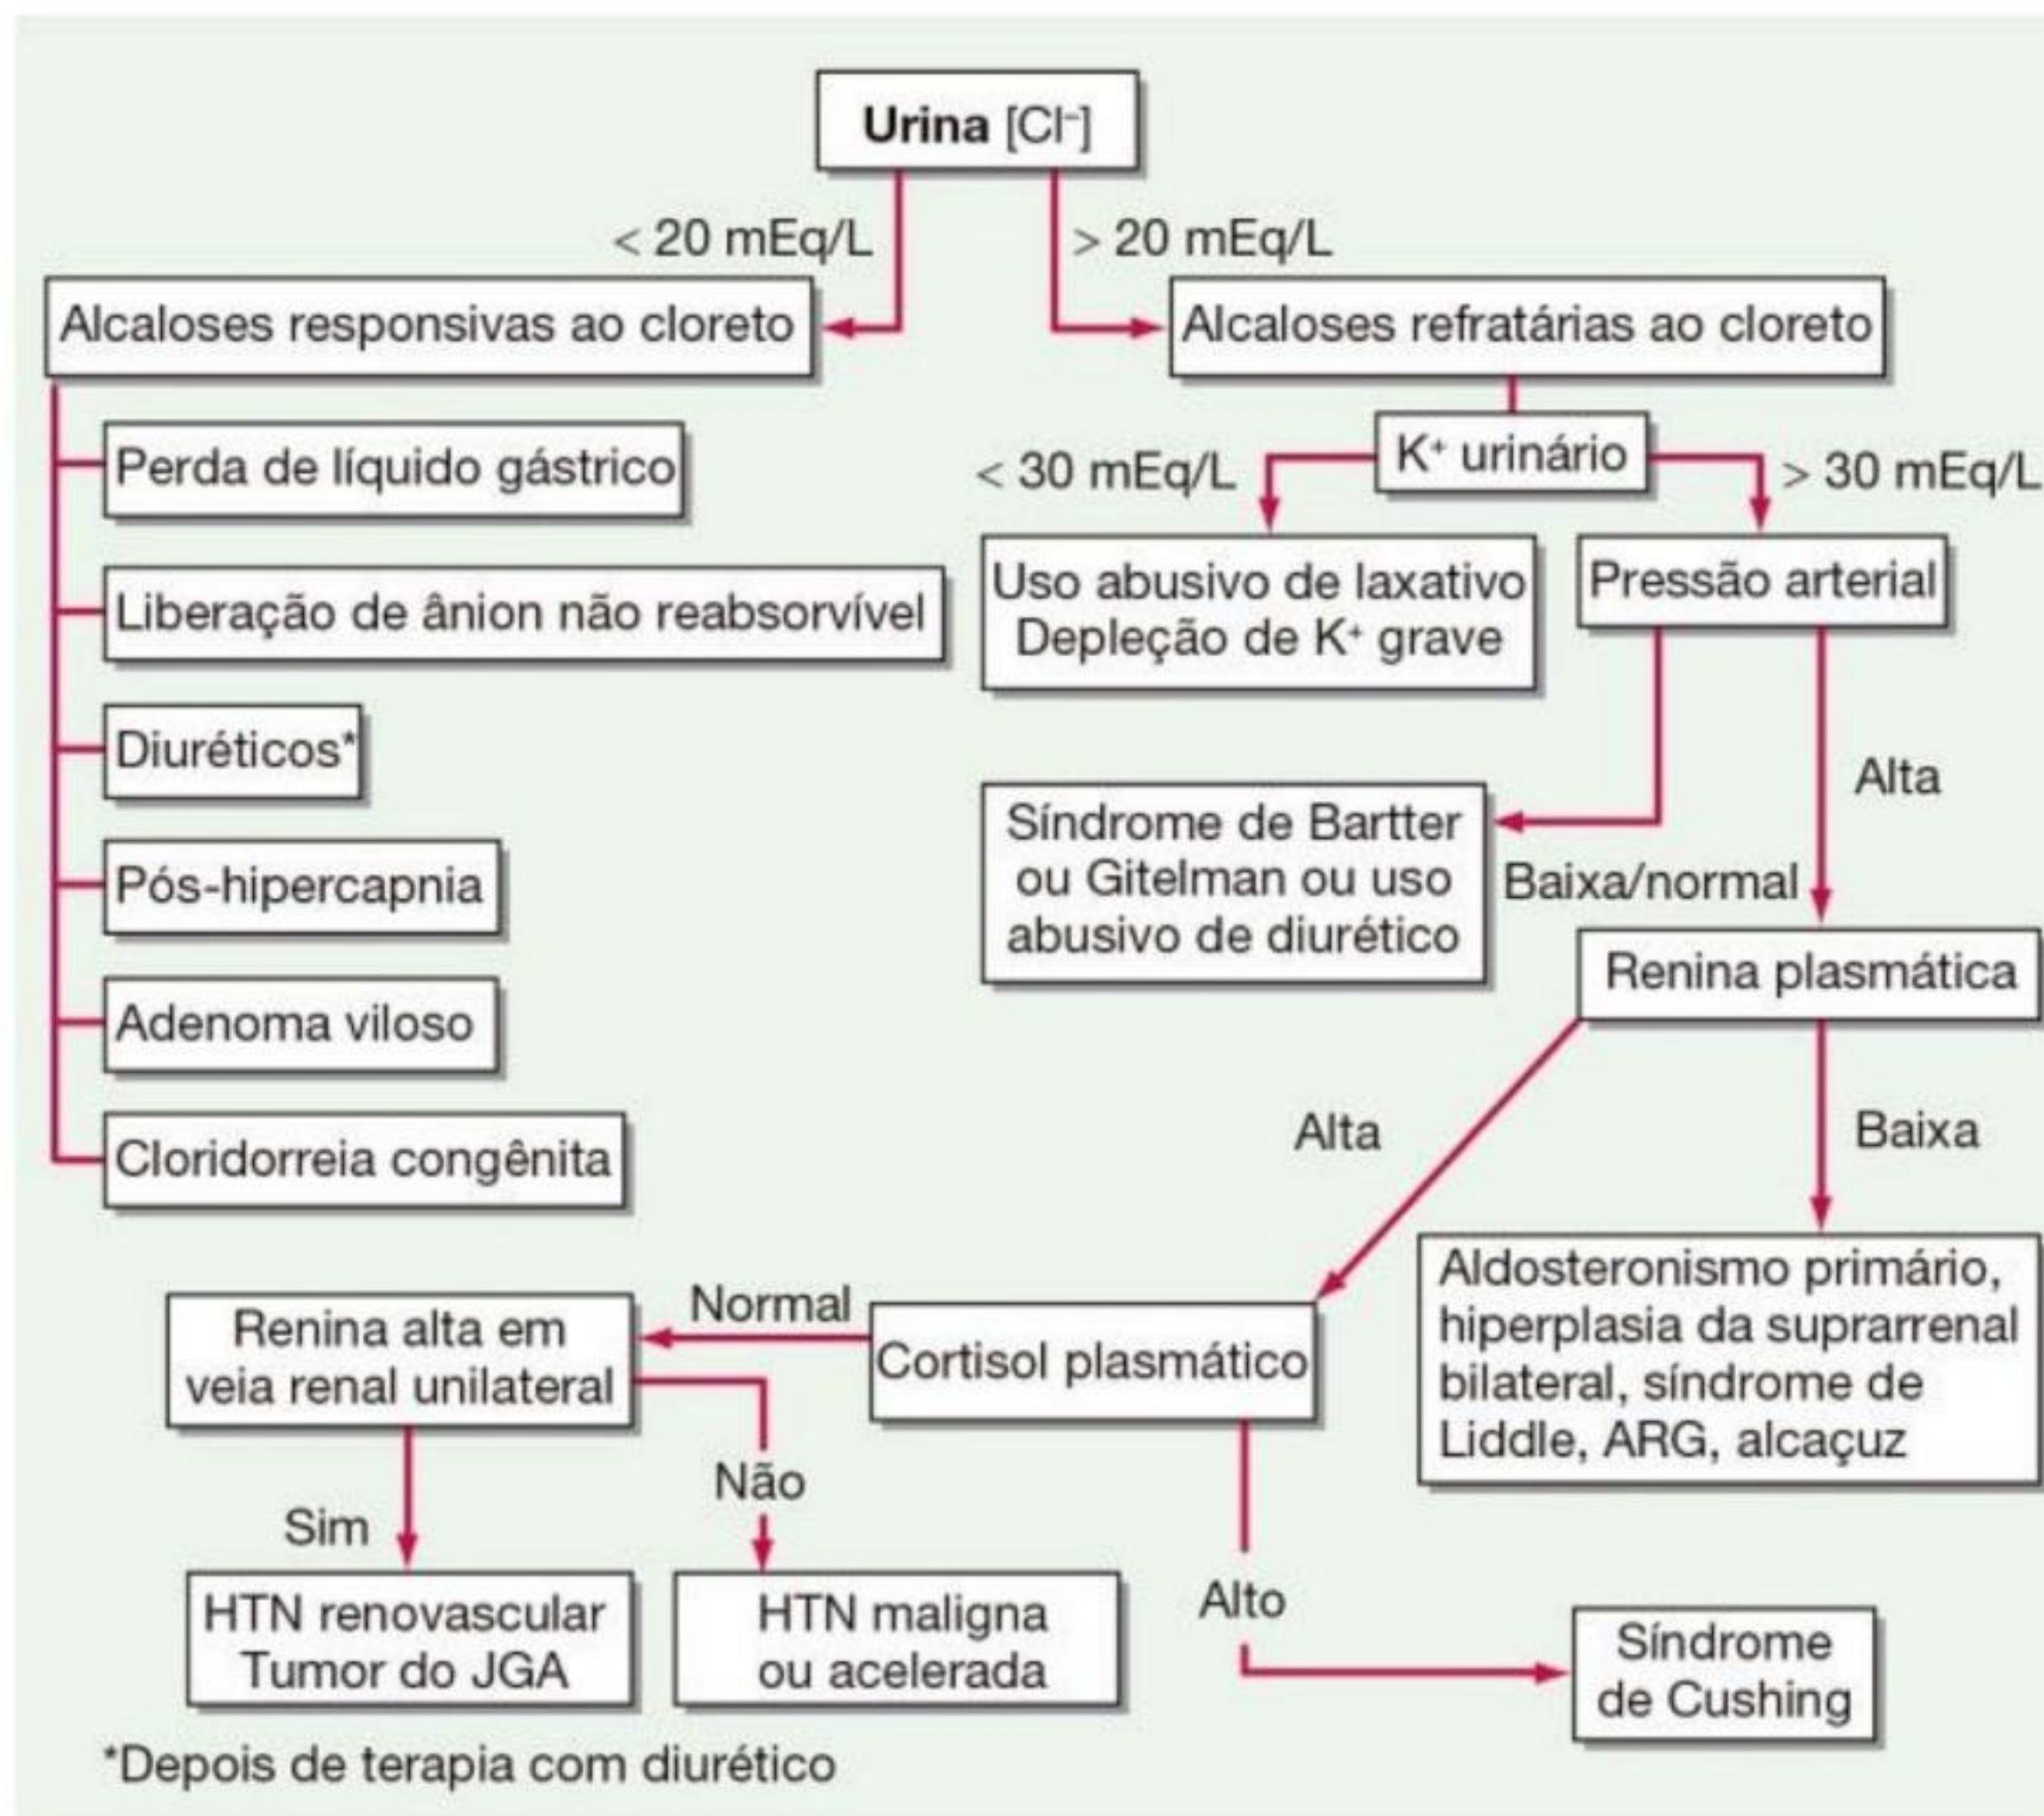 Urina [Cl⁻]
< 20 mEq/L
> 20 mEq/L
Alcaloses responsivas ao cloreto
Alcaloses refratárias ao cloreto
Perda de líquido gástrico
Liberação de ânion não reabsorvível
Diuréticos*
Pós-hipercapnia
Adenoma viloso
Cloridorreia congênita
K⁺ urinário
< 30 mEq/L
> 30 mEq/L
Uso abusivo de laxativo
Depleção de K⁺ grave
Pressão arterial
Alta
Síndrome de Bartter
ou Gitelman ou uso
abusivo de diurético
Baixa/normal
Renina plasmática
Alta
Baixa
Aldosteronismo primário,
hiperplasia da suprarrenal
bilateral, síndrome de
Liddle, ARG, alcaçuz
Cortisol plasmático
Normal
Renina alta em
veia renal unilateral
Não
Sim
Alto
HTN renovascular
Tumor do JGA
HTN maligna
ou acelerada
Síndrome
de Cushing
*Depois de terapia com diurético